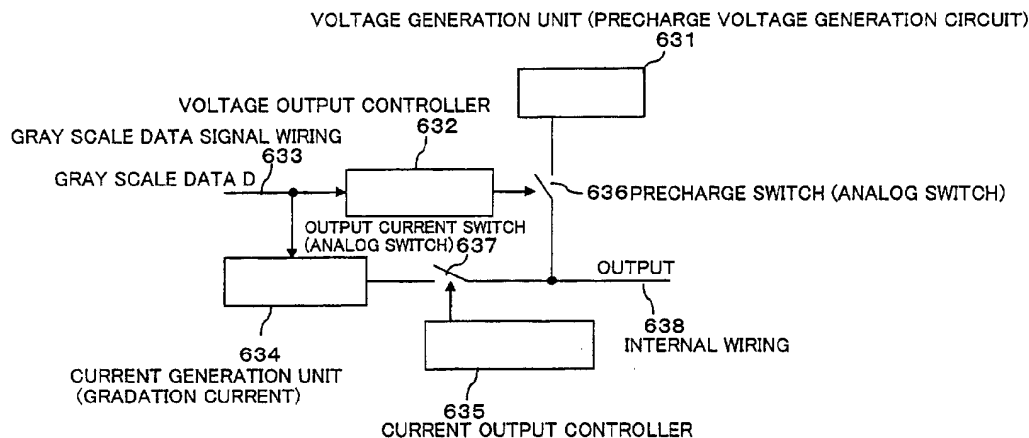 VOLTAGE GENERATION UNIT (PRECHARGE VOLTAGE GENERATION CIRCUIT)
631
VOLTAGE OUTPUT CONTROLLER
632
GRAY SCALE DATA SIGNAL WIRING
633
GRAY SCALE DATA D
636 PRECHARGE SWITCH (ANALOG SWITCH)
OUTPUT CURRENT SWITCH
(ANALOG SWITCH) 637
OUTPUT
638
INTERNAL WIRING
634
CURRENT GENERATION UNIT
(GRADATION CURRENT)
635
CURRENT OUTPUT CONTROLLER